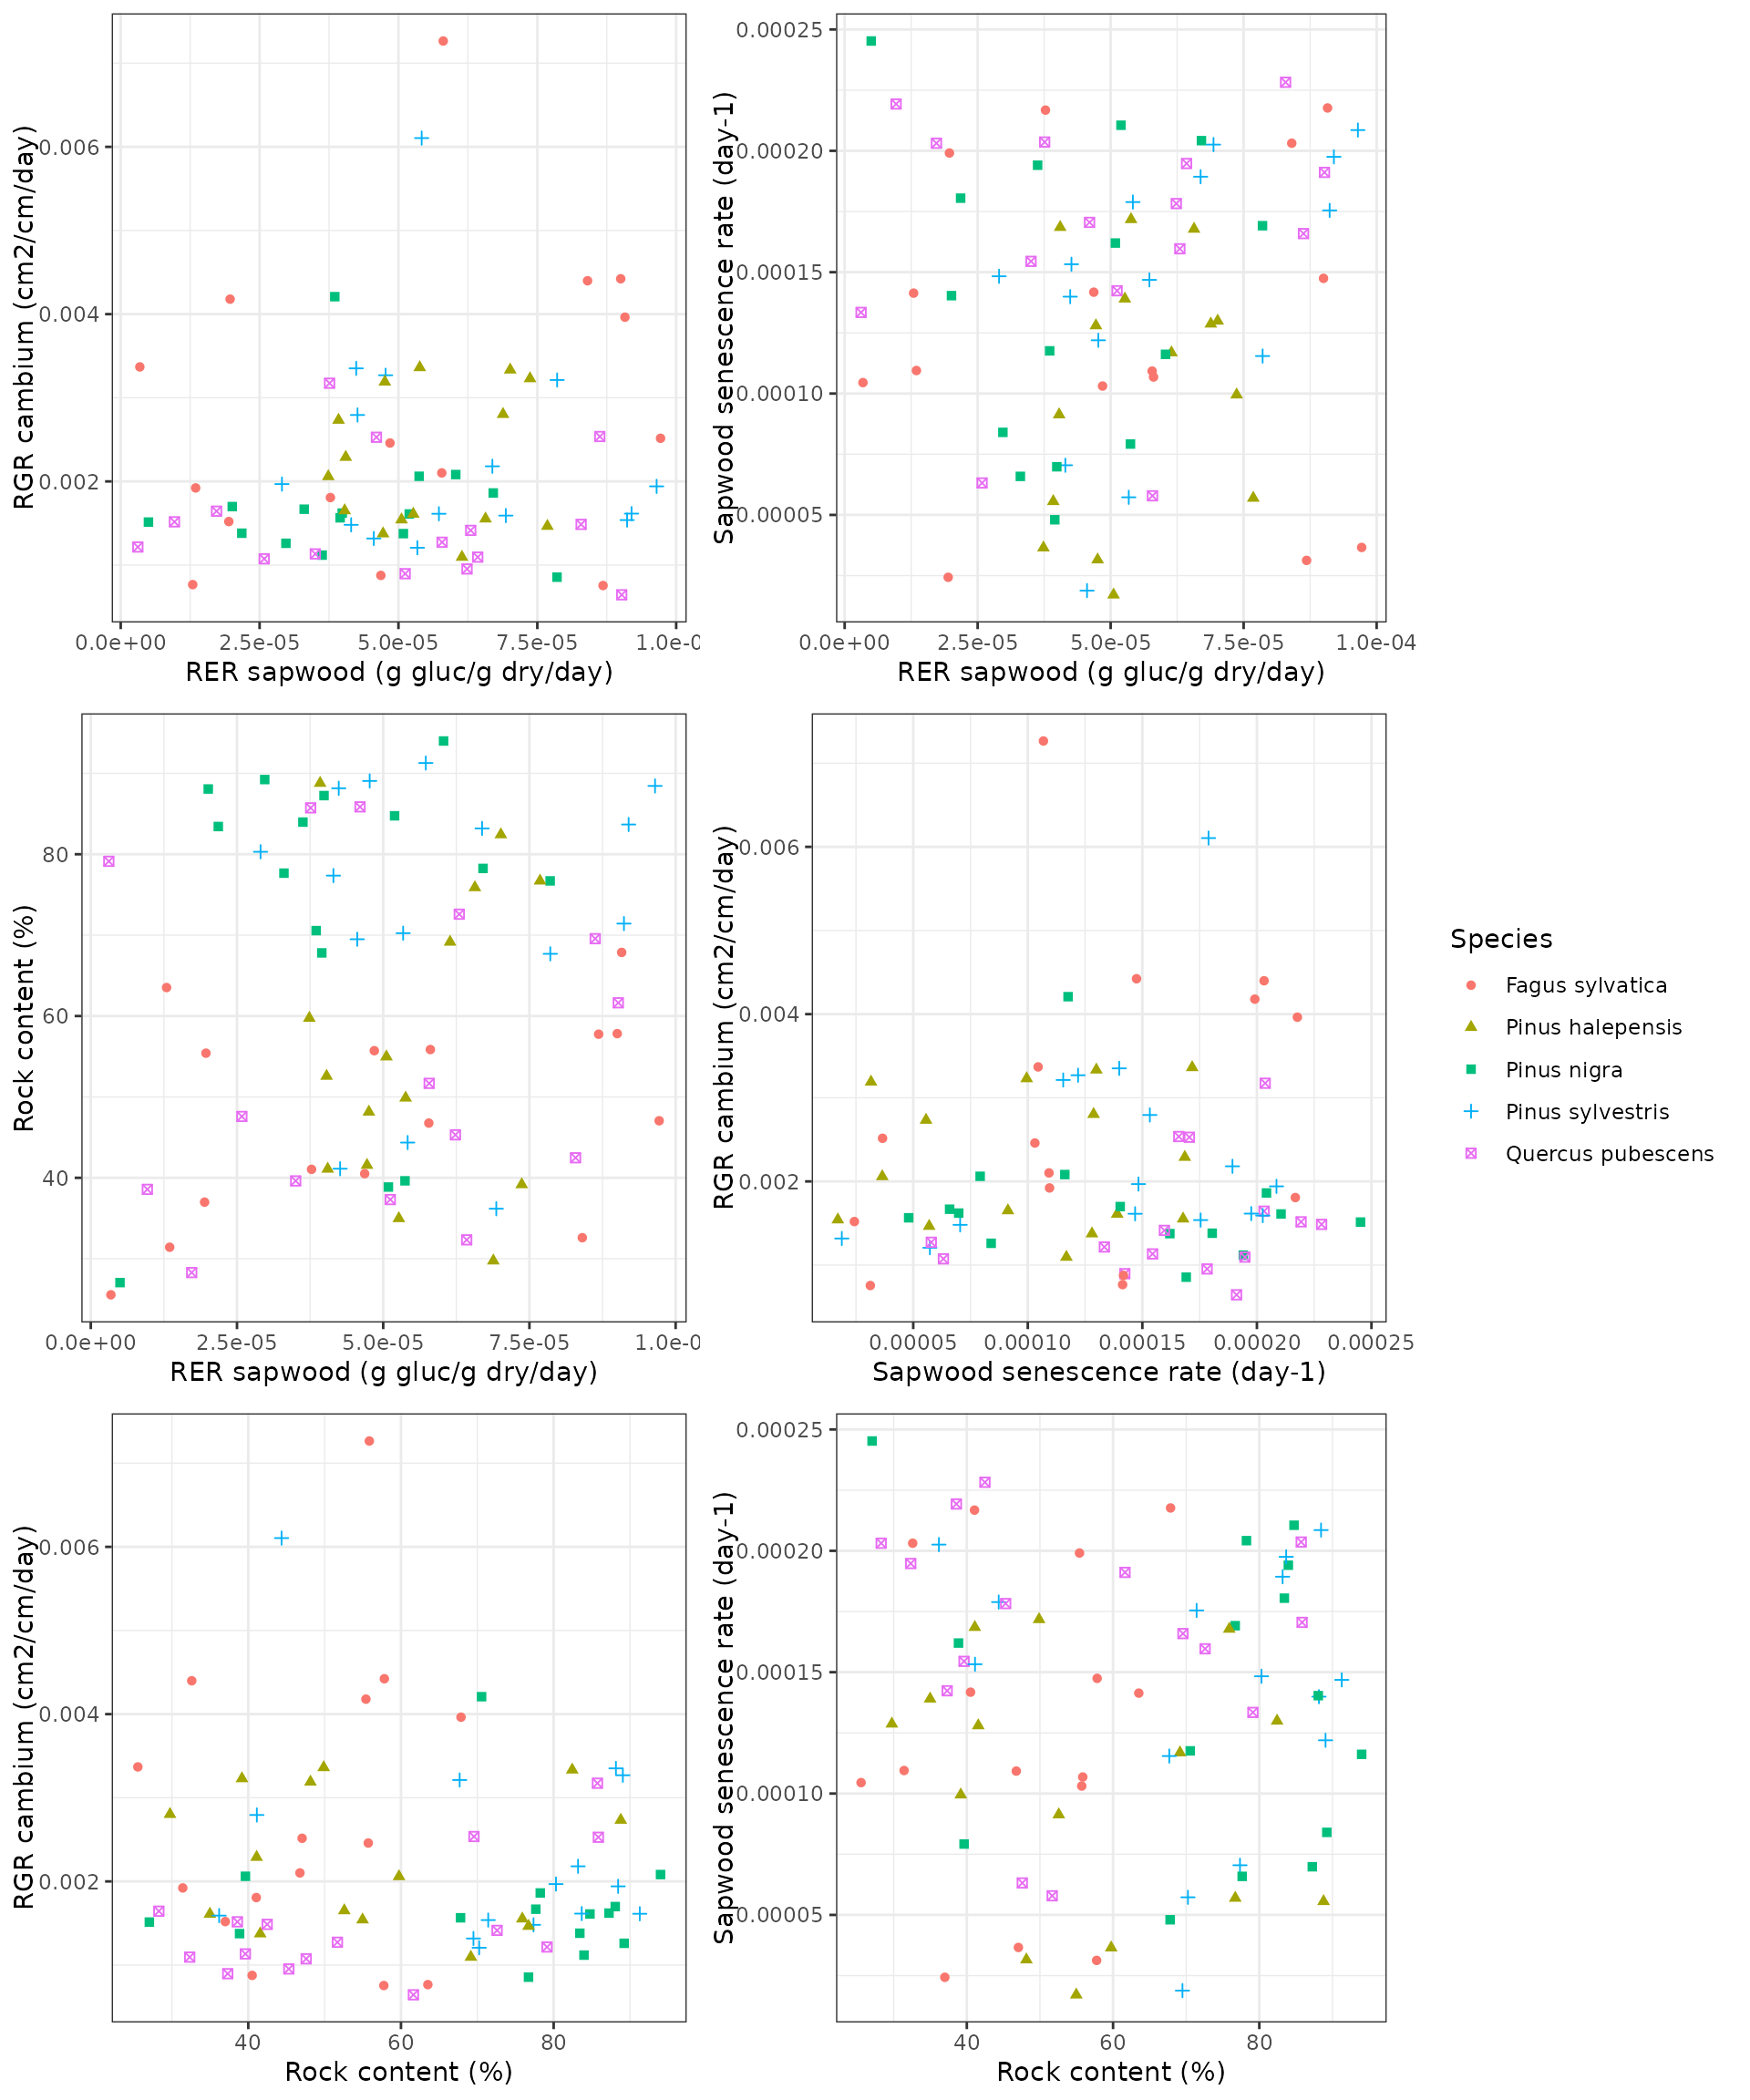 RGR cambium (cm2/cm/day)
0.006
0.004
0.002
0.0e+00 2.5e-05 5.0e-05 7.5e-05 1.0e-0
RER sapwood (g gluc/g dry/day)
Sapwood senescence rate (day-1)
0.00025
0.00020
0.00015
0.00010
0.00005
0.0e+00 2.5e-05 5.0e-05 7.5e-05 1.0e-04
RER sapwood (g gluc/g dry/day)
Rock content (%)
80
60
40
0.0e+00 2.5e-05 5.0e-05 7.5e-05 1.0e-0
RER sapwood (g gluc/g dry/day)
RGR cambium (cm2/cm/day)
0.006
0.004
0.002
0.00005 0.00010 0.00015 0.00020 0.00025
Sapwood senescence rate (day-1)
Species
Fagus sylvatica
Pinus halepensis
Pinus nigra
Pinus sylvestris
Quercus pubescens
RGR cambium (cm2/cm/day)
0.006
0.004
0.002
40 60 80
Rock content (%)
Sapwood senescence rate (day-1)
0.00025
0.00020
0.00015
0.00010
0.00005
40 60 80
Rock content (%)